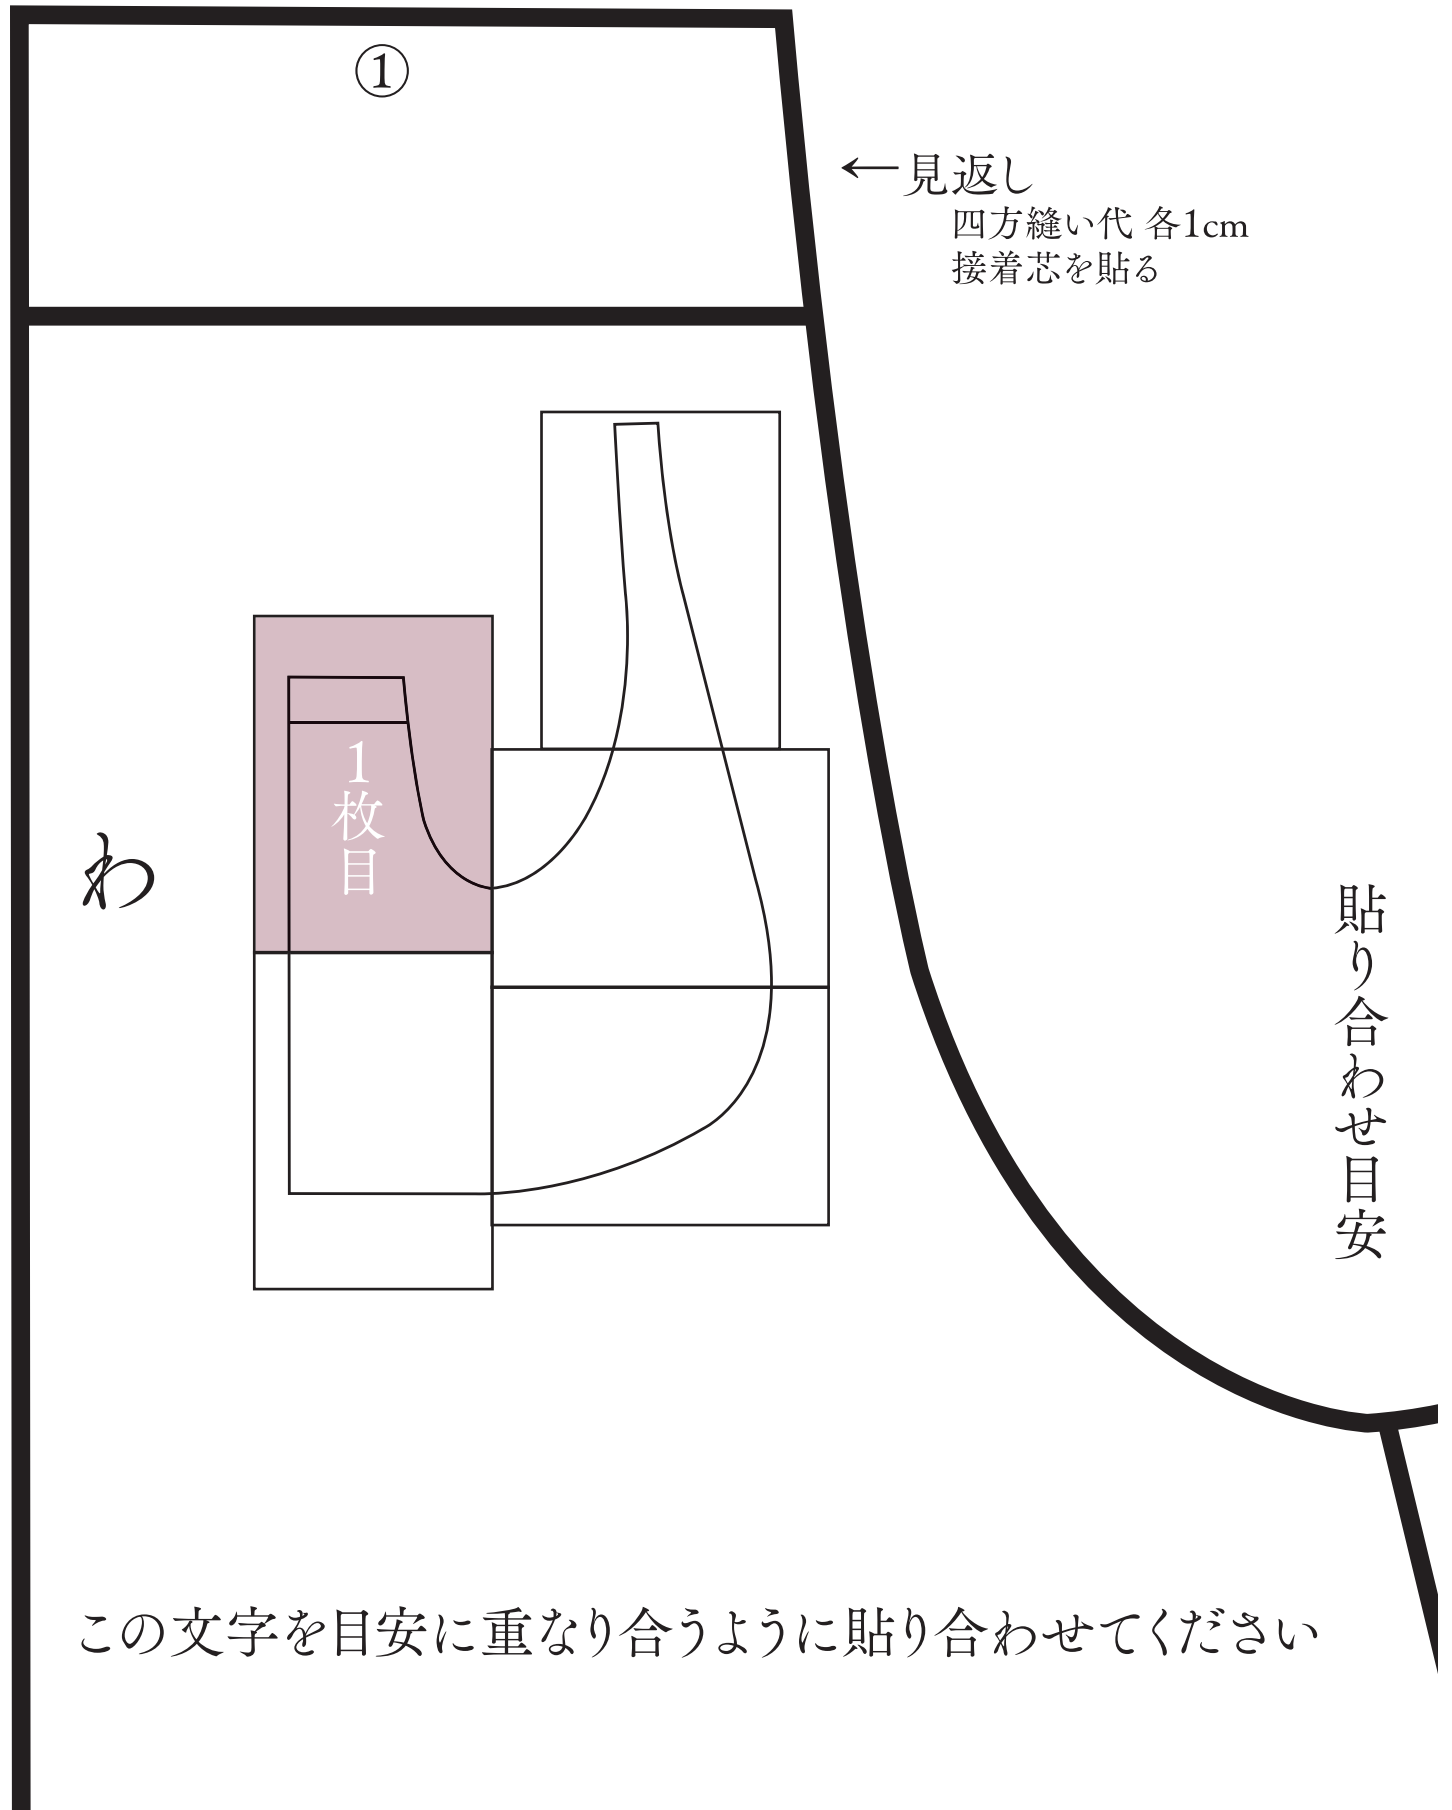 ①
←見返し
四方縫い代 各1cm
接着芯を貼る
1枚目
わ
貼り合わせ目安
この文字を目安に重なり合うように貼り合わせてください